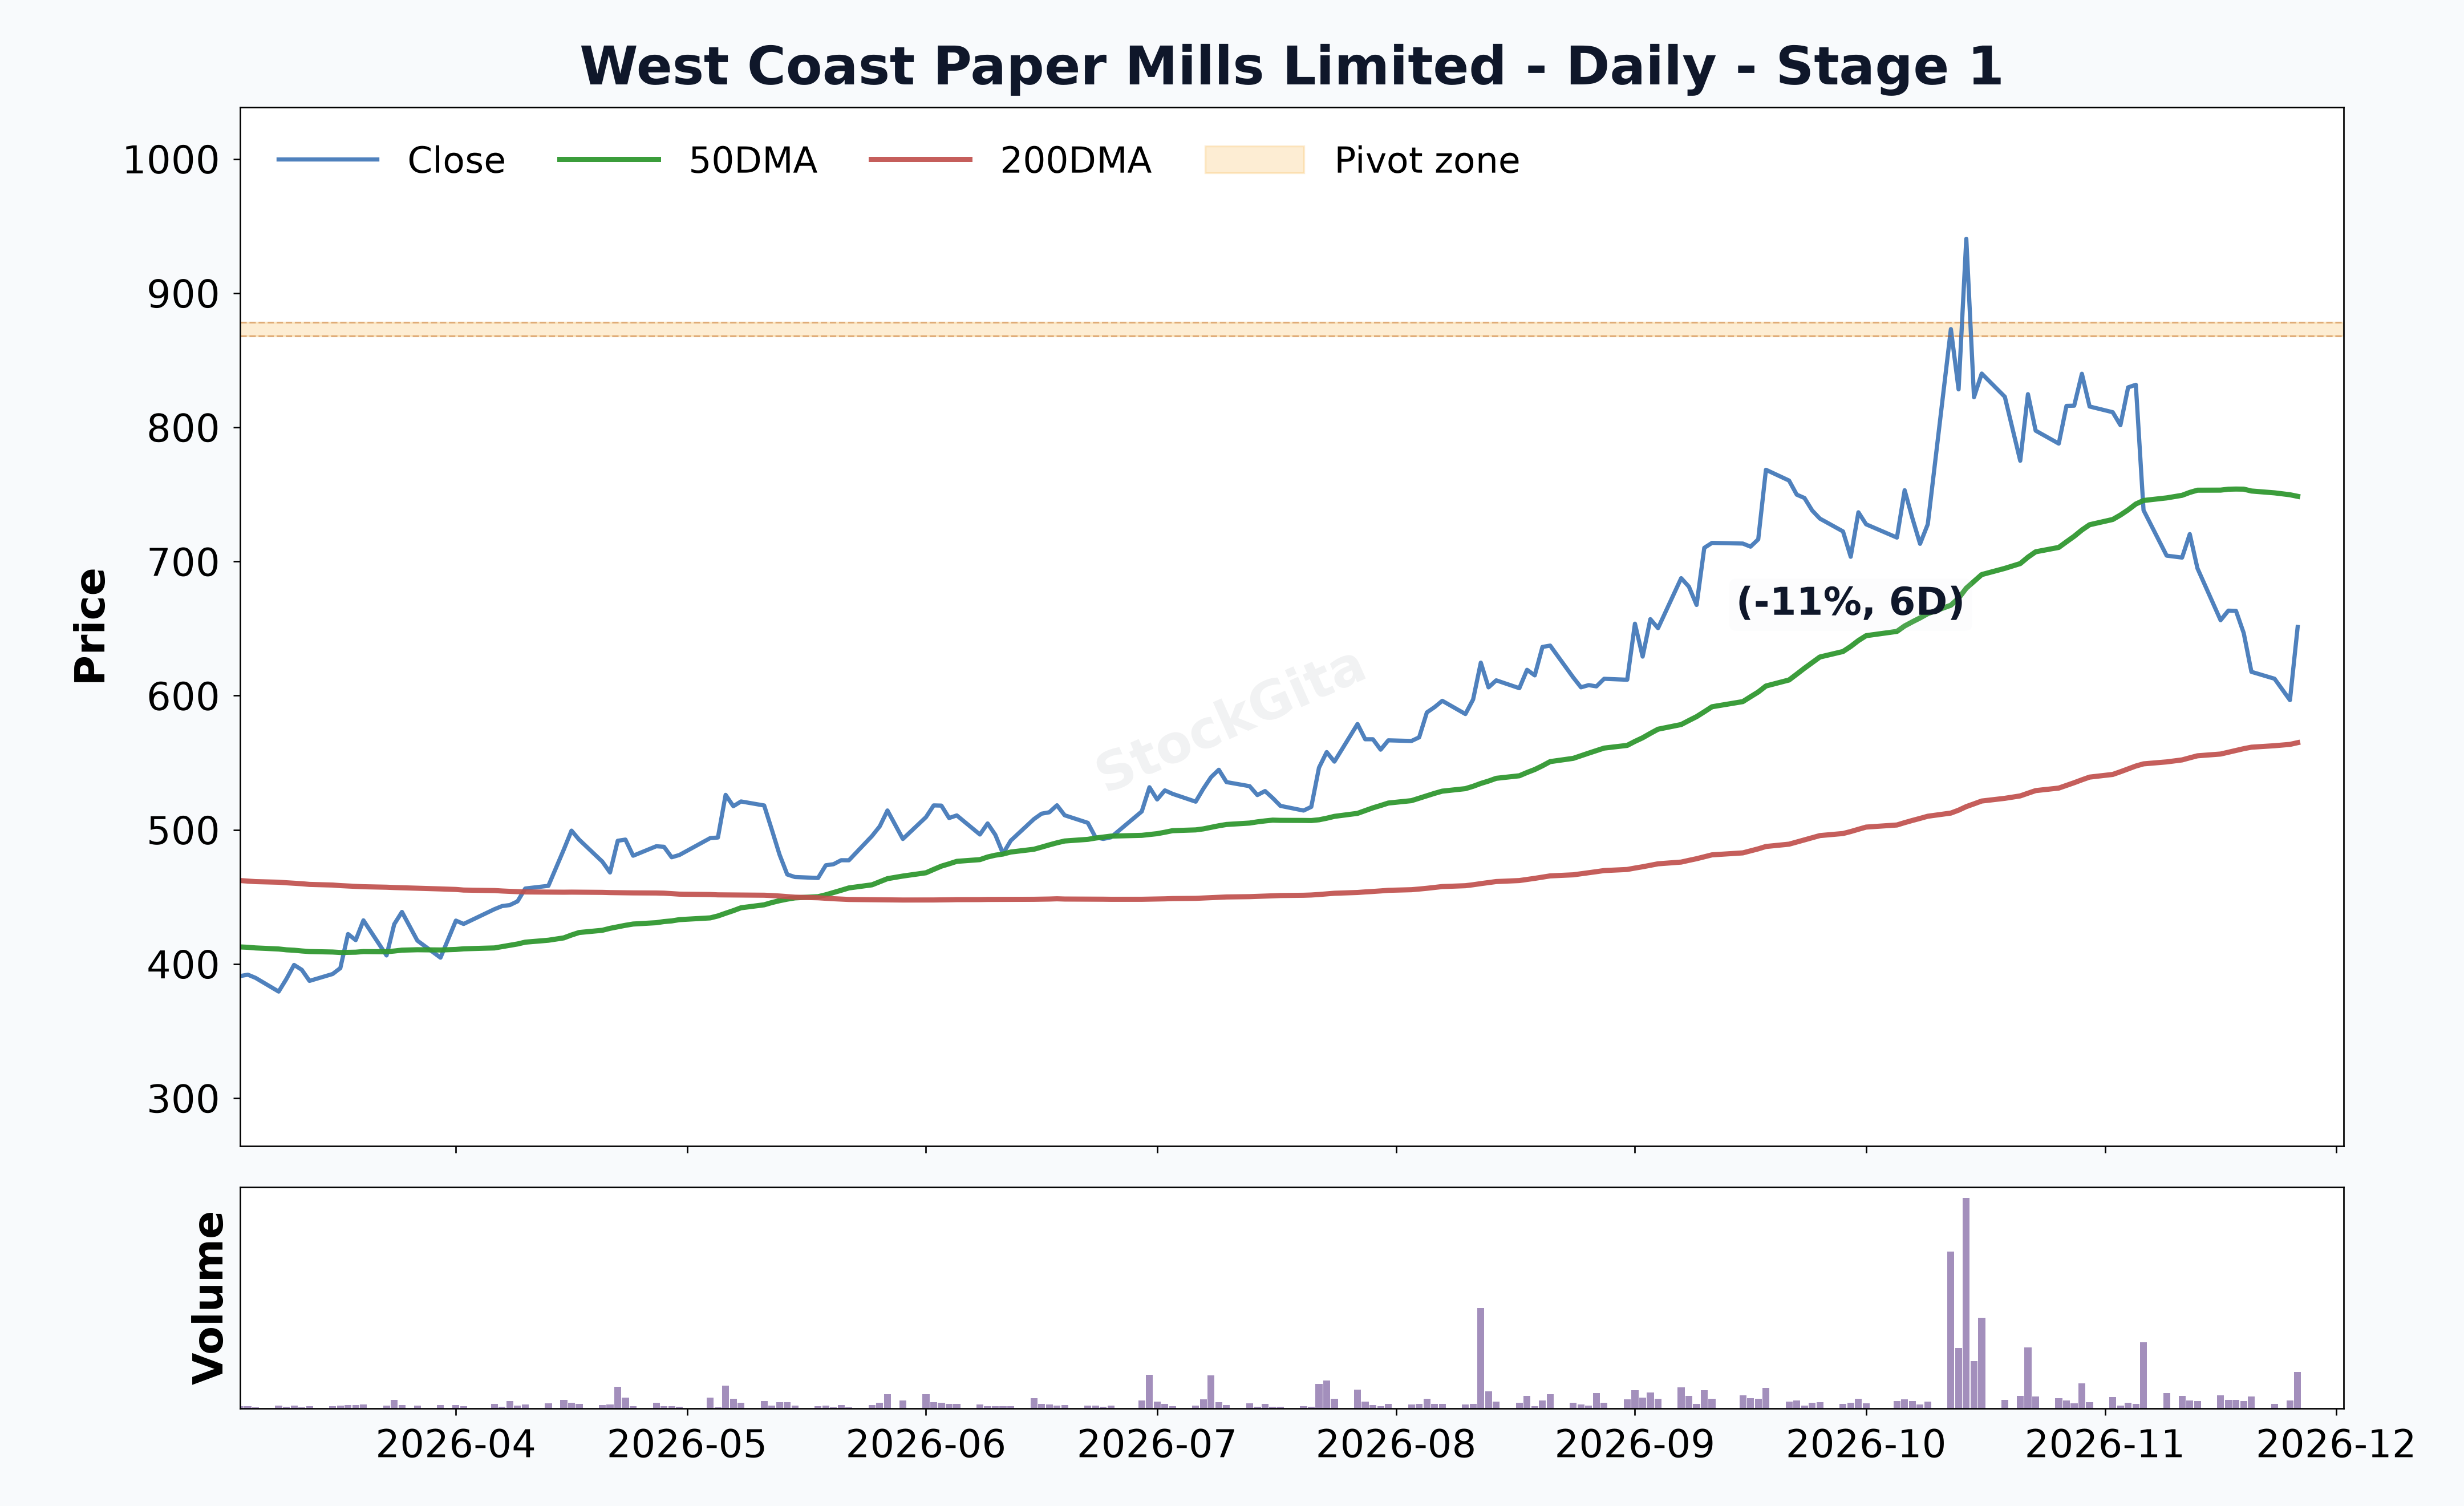 West Coast Paper Mills Limited - Daily - Stage 1
Close 50DMA 200DMA Pivot zone
1000
900
800
700
600
500
400
300
Price
(-11%, 6D)
StockGita
Volume
2026-04 2026-05 2026-06 2026-07 2026-08 2026-09 2026-10 2026-11 2026-12